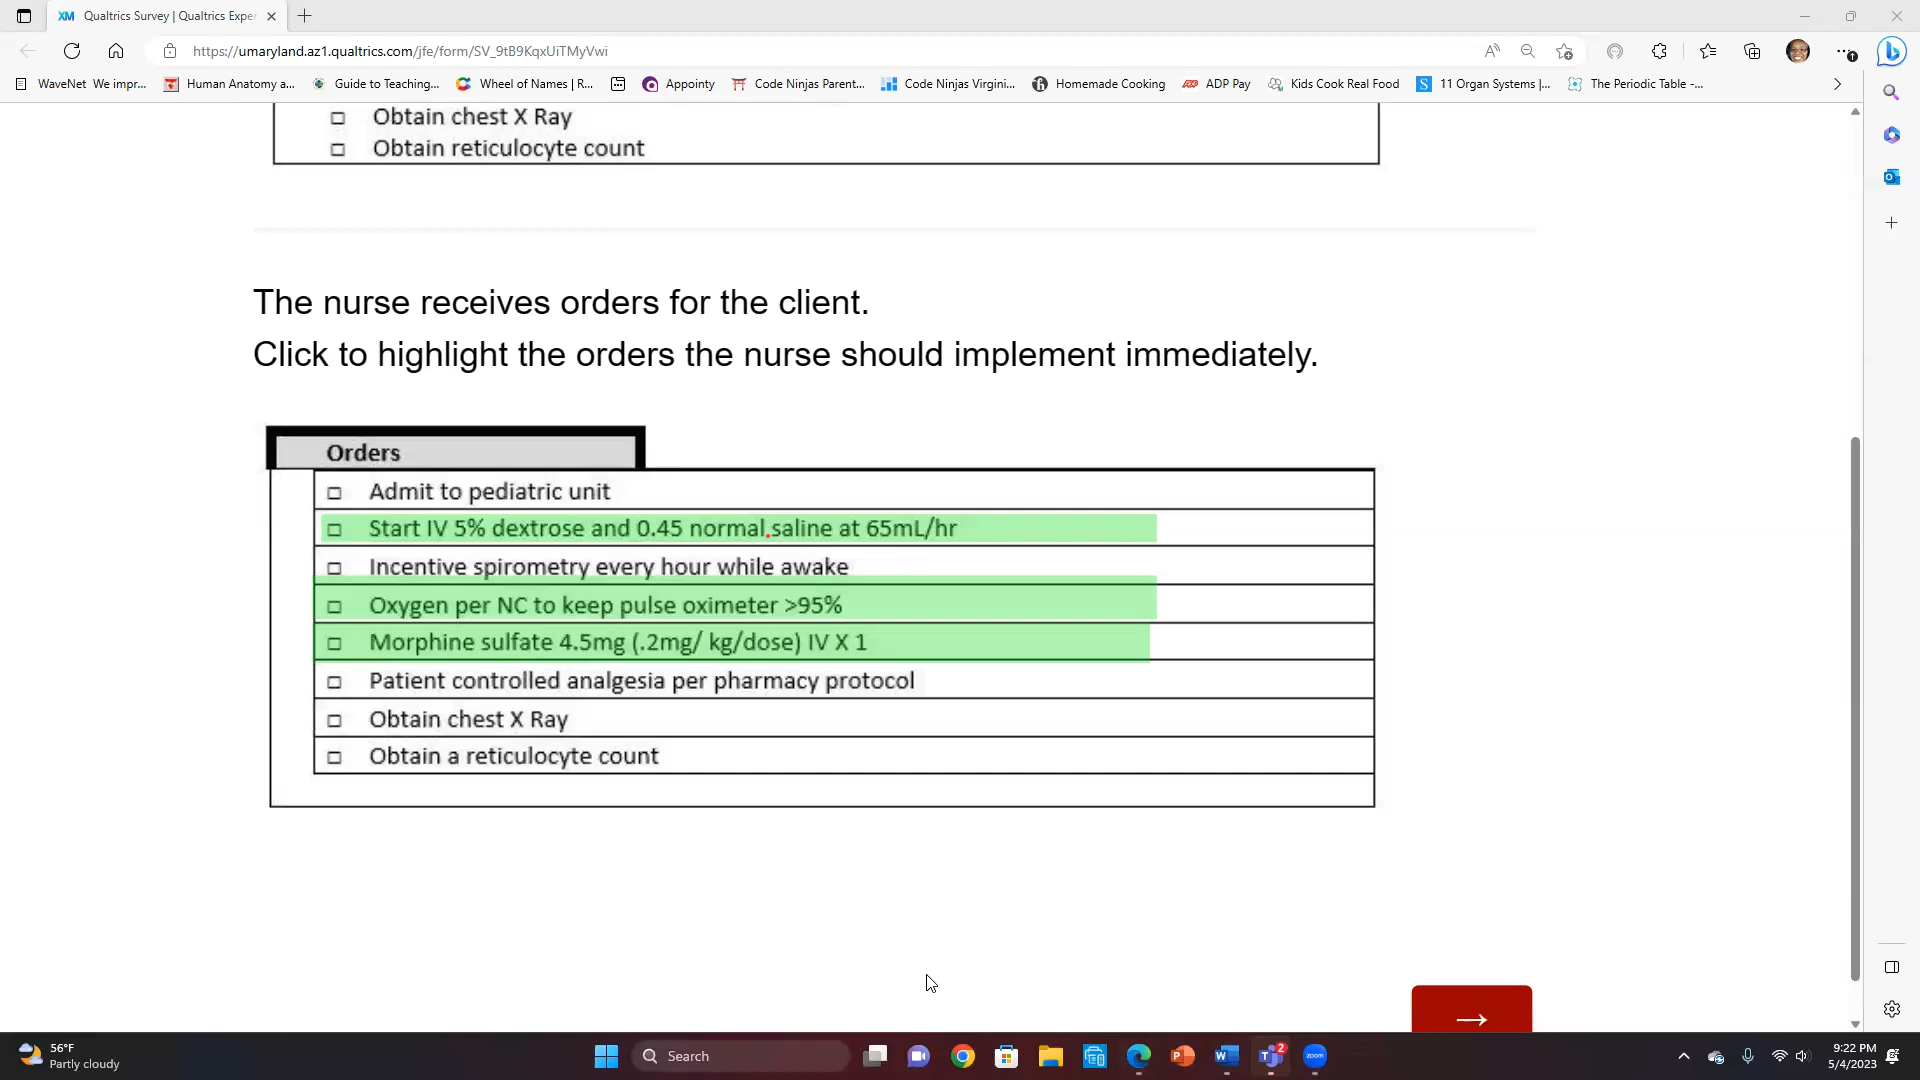 Qualtrics Survey | Qualtrics Exper
https://umaryland.az1.qualtrics.com/jfe/form/SV_9tB9KqxUiTMyVwi
WaveNet We impr...
Human Anatomy a...
Guide to Teaching...
Wheel of Names | R...
Appointy
Code Ninjas Parent...
Code Ninjas Virgini...
Homemade Cooking
ADP Pay
Kids Cook Real Food
11 Organ Systems |...
The Periodic Table -...
Obtain chest X Ray
Obtain reticulocyte count
The nurse receives orders for the client.
Click to highlight the orders the nurse should implement immediately.
Orders
Admit to pediatric unit
Start IV 5% dextrose and 0.45 normal saline at 65mL/hr
Incentive spirometry every hour while awake
Oxygen per NC to keep pulse oximeter >95%
Morphine sulfate 4.5mg (.2mg/ kg/dose) IV X 1
Patient controlled analgesia per pharmacy protocol
Obtain chest X Ray
Obtain a reticulocyte count
56°F
Partly cloudy
Search
2
zoom
9:22 PM
5/4/2023